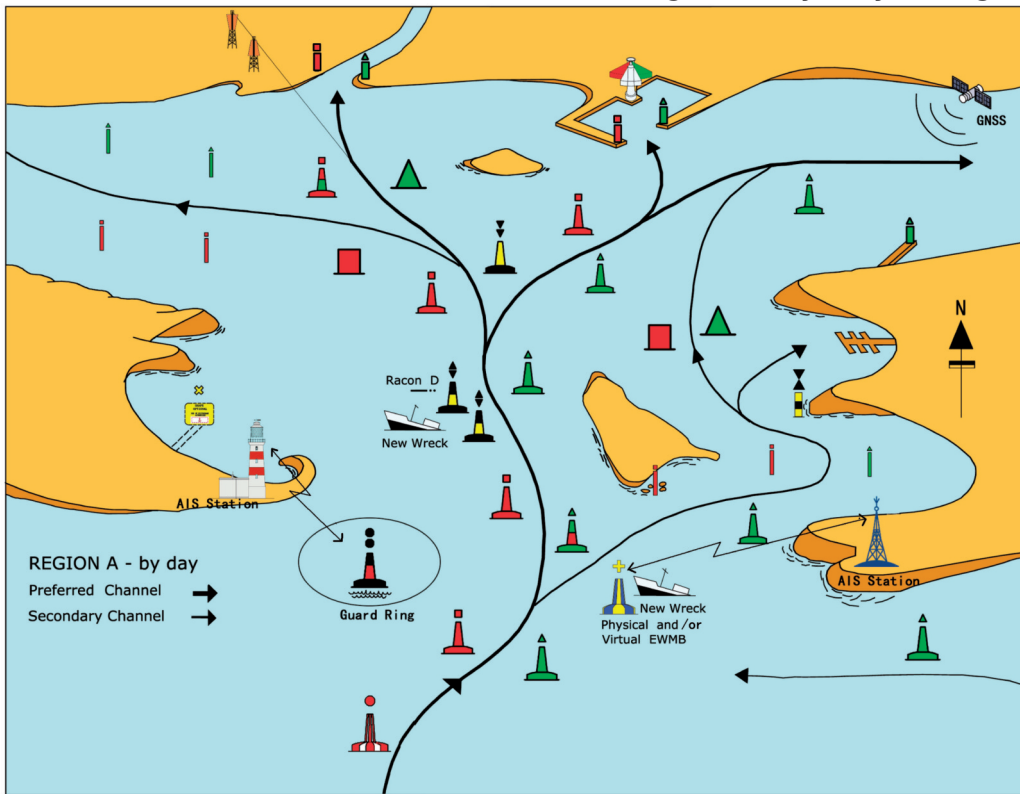 GNSS
N
Racon D
New Wreck
AIS Station
REGION A - by day
Preferred Channel
Secondary Channel
Guard Ring
New Wreck
Physical and/or
Virtual EWMB
AIS Station